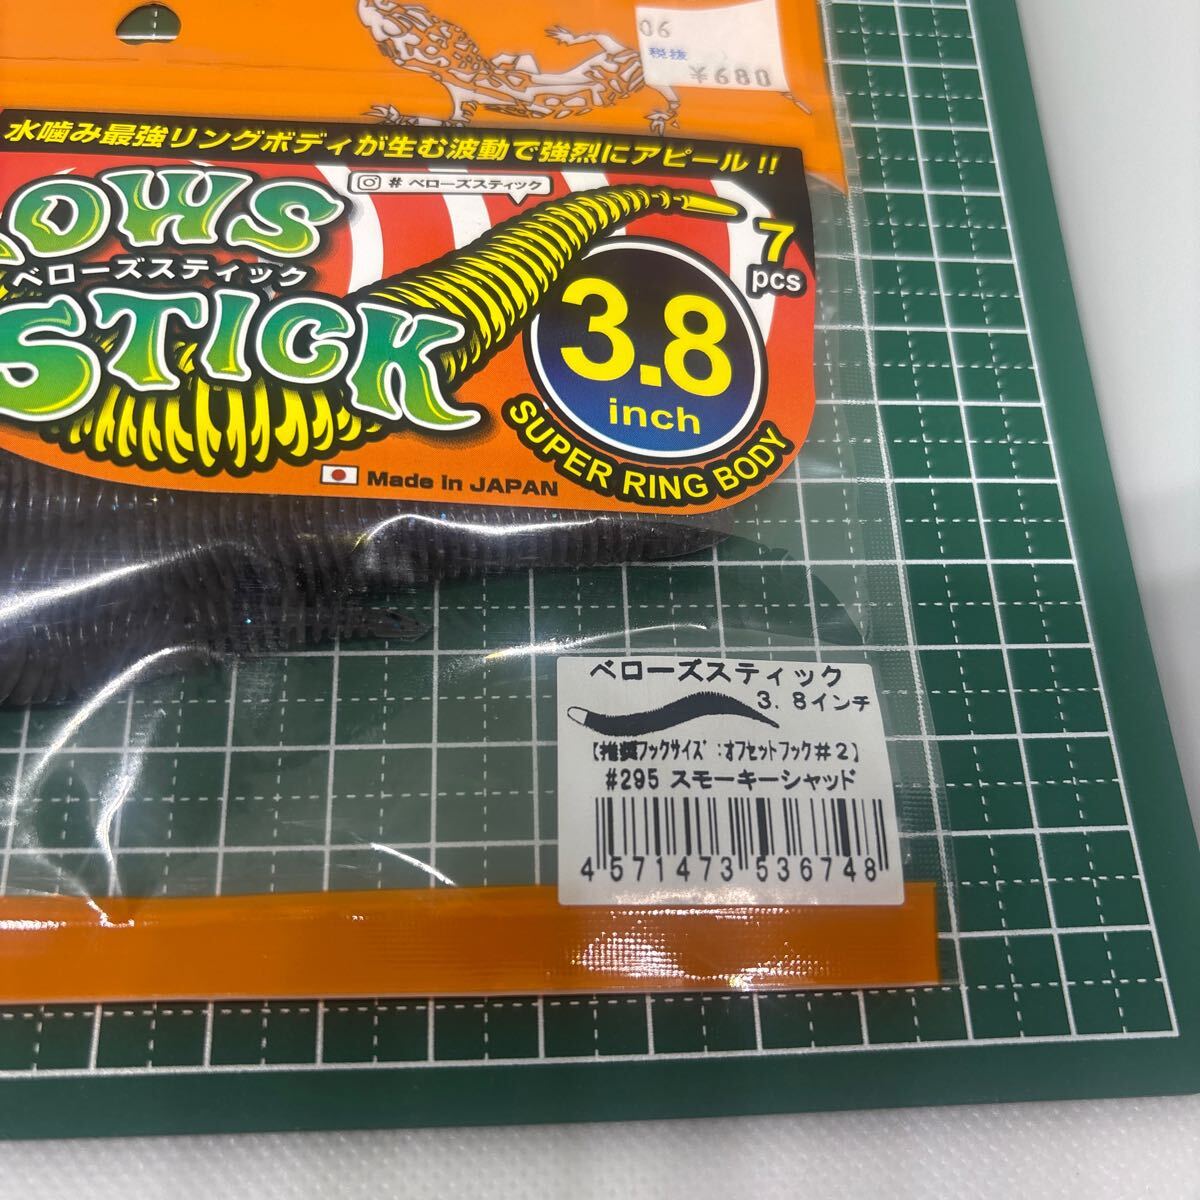 06
税抜
¥680
水噛み最強リングボディが生む波動で強烈にアピール!!
# ベローズスティック
LOWS
ベローズスティック
STICK
7
pcs
3.8
inch
SUPER RING BODY
Made in JAPAN
ベローズスティック
3.8インチ
【推奨フックサイズ:オフセットフック#2】
#295 スモーキーシャッド
4571473536748